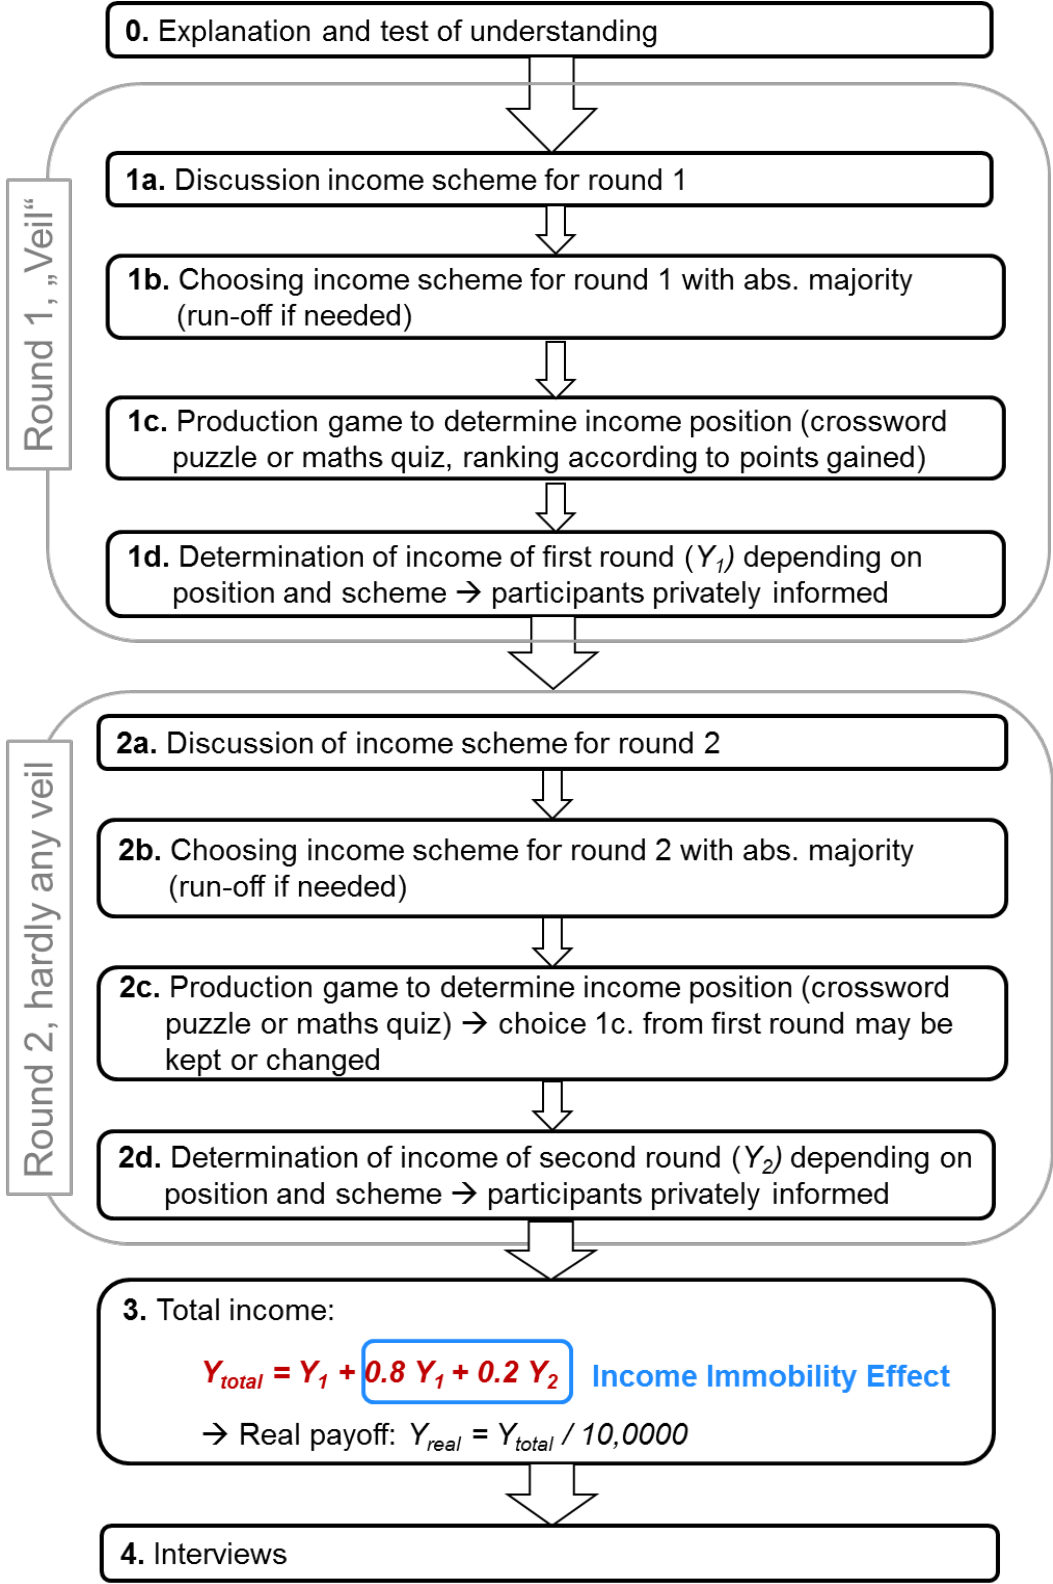 0. Explanation and test of understanding
Round 1, „Veil“
1a. Discussion income scheme for round 1
1b. Choosing income scheme for round 1 with abs. majority
(run-off if needed)
1c. Production game to determine income position (crossword
puzzle or maths quiz, ranking according to points gained)
1d. Determination of income of first round (Y1) depending on
position and scheme → participants privately informed
Round 2, hardly any veil
2a. Discussion of income scheme for round 2
2b. Choosing income scheme for round 2 with abs. majority
(run-off if needed)
2c. Production game to determine income position (crossword
puzzle or maths quiz) → choice 1c. from first round may be
kept or changed
2d. Determination of income of second round (Y2) depending on
position and scheme → participants privately informed
3. Total income:
Ytotal = Y1 + 0.8 Y1 + 0.2 Y2 Income Immobility Effect
→ Real payoff: Yreal = Ytotal / 10,0000
4. Interviews